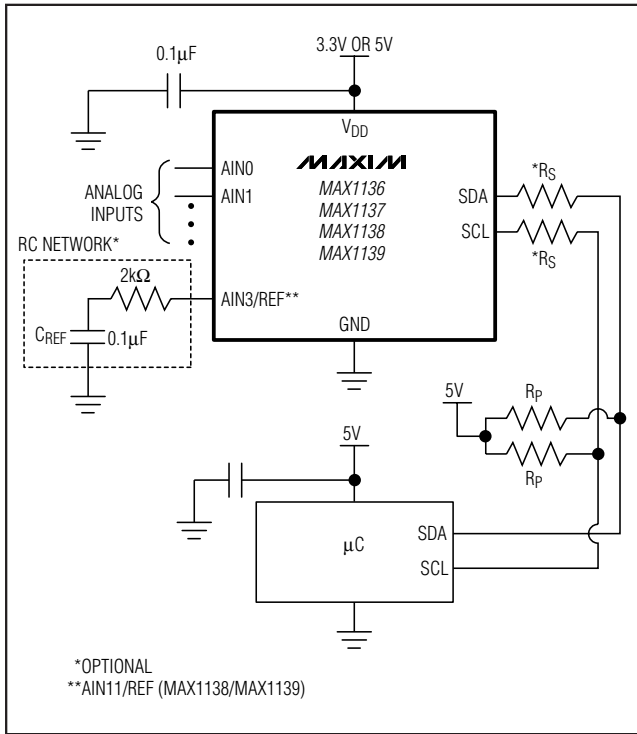 3.3V OR 5V
0.1μF
VDD
MAXIM
MAX1136
MAX1137
MAX1138
MAX1139
ANALOG
INPUTS
AIN0
AIN1
SDA
SCL
*RS
*RS
RC NETWORK*
2kΩ
CREF
0.1μF
AIN3/REF**
GND
5V
RP
RP
5V
μC
SDA
SCL
*OPTIONAL
**AIN11/REF (MAX1138/MAX1139)